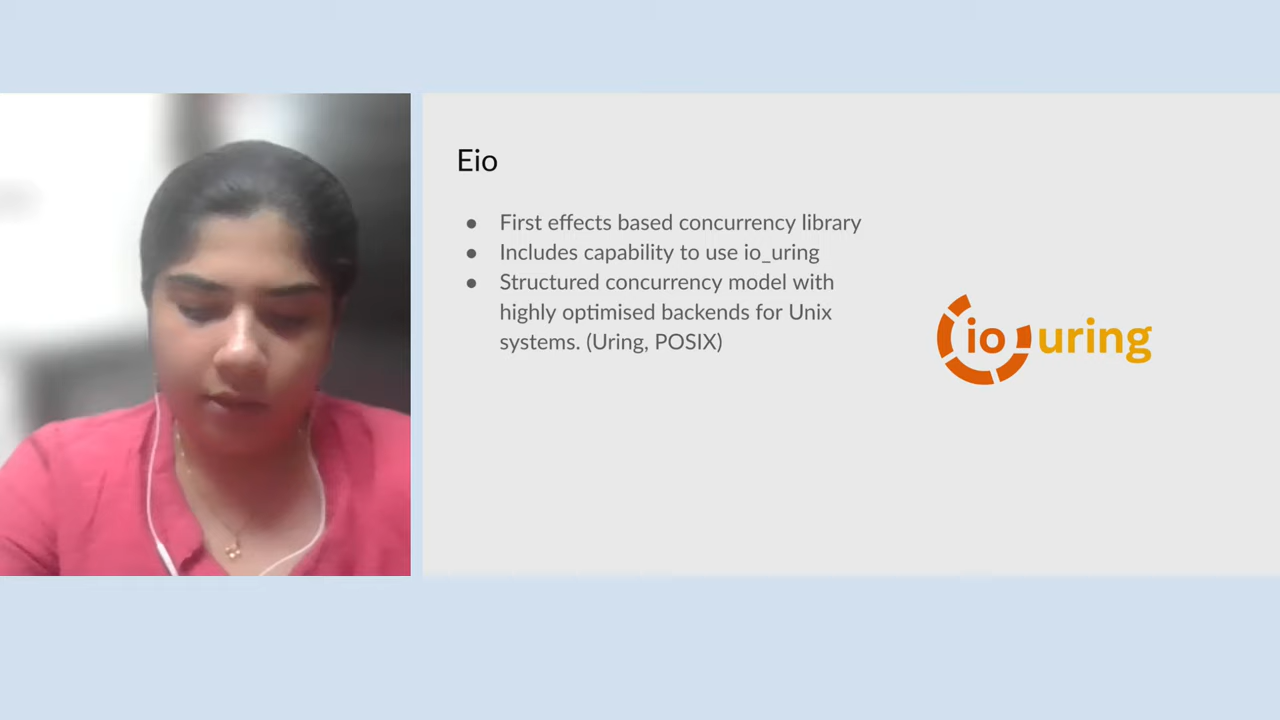 Eio
● First effects based concurrency library
● Includes capability to use io_uring
● Structured concurrency model with
highly optimised backends for Unix
systems. (Uring, POSIX)
io uring